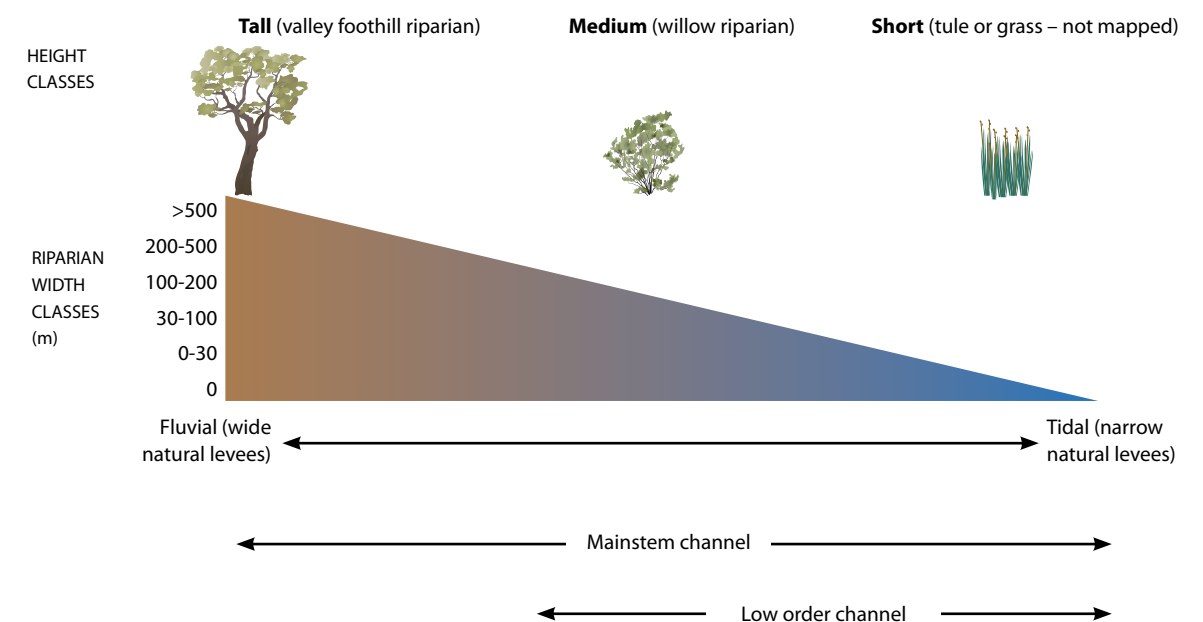 Tall (valley foothill riparian)
Medium (willow riparian)
Short (tule or grass – not mapped)
HEIGHT
CLASSES
RIPARIAN
WIDTH
CLASSES
(m)
>500
200-500
100-200
30-100
0-30
0
Fluvial (wide
natural levees)
Tidal (narrow
natural levees)
Mainstem channel
Low order channel